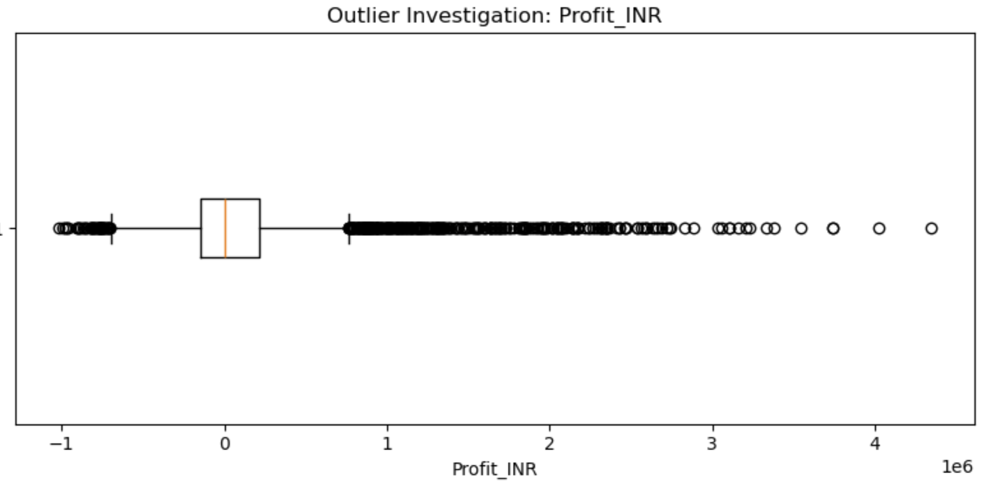 Outlier Investigation: Profit_INR
−1 0 1 2 3 4
1e6
Profit_INR